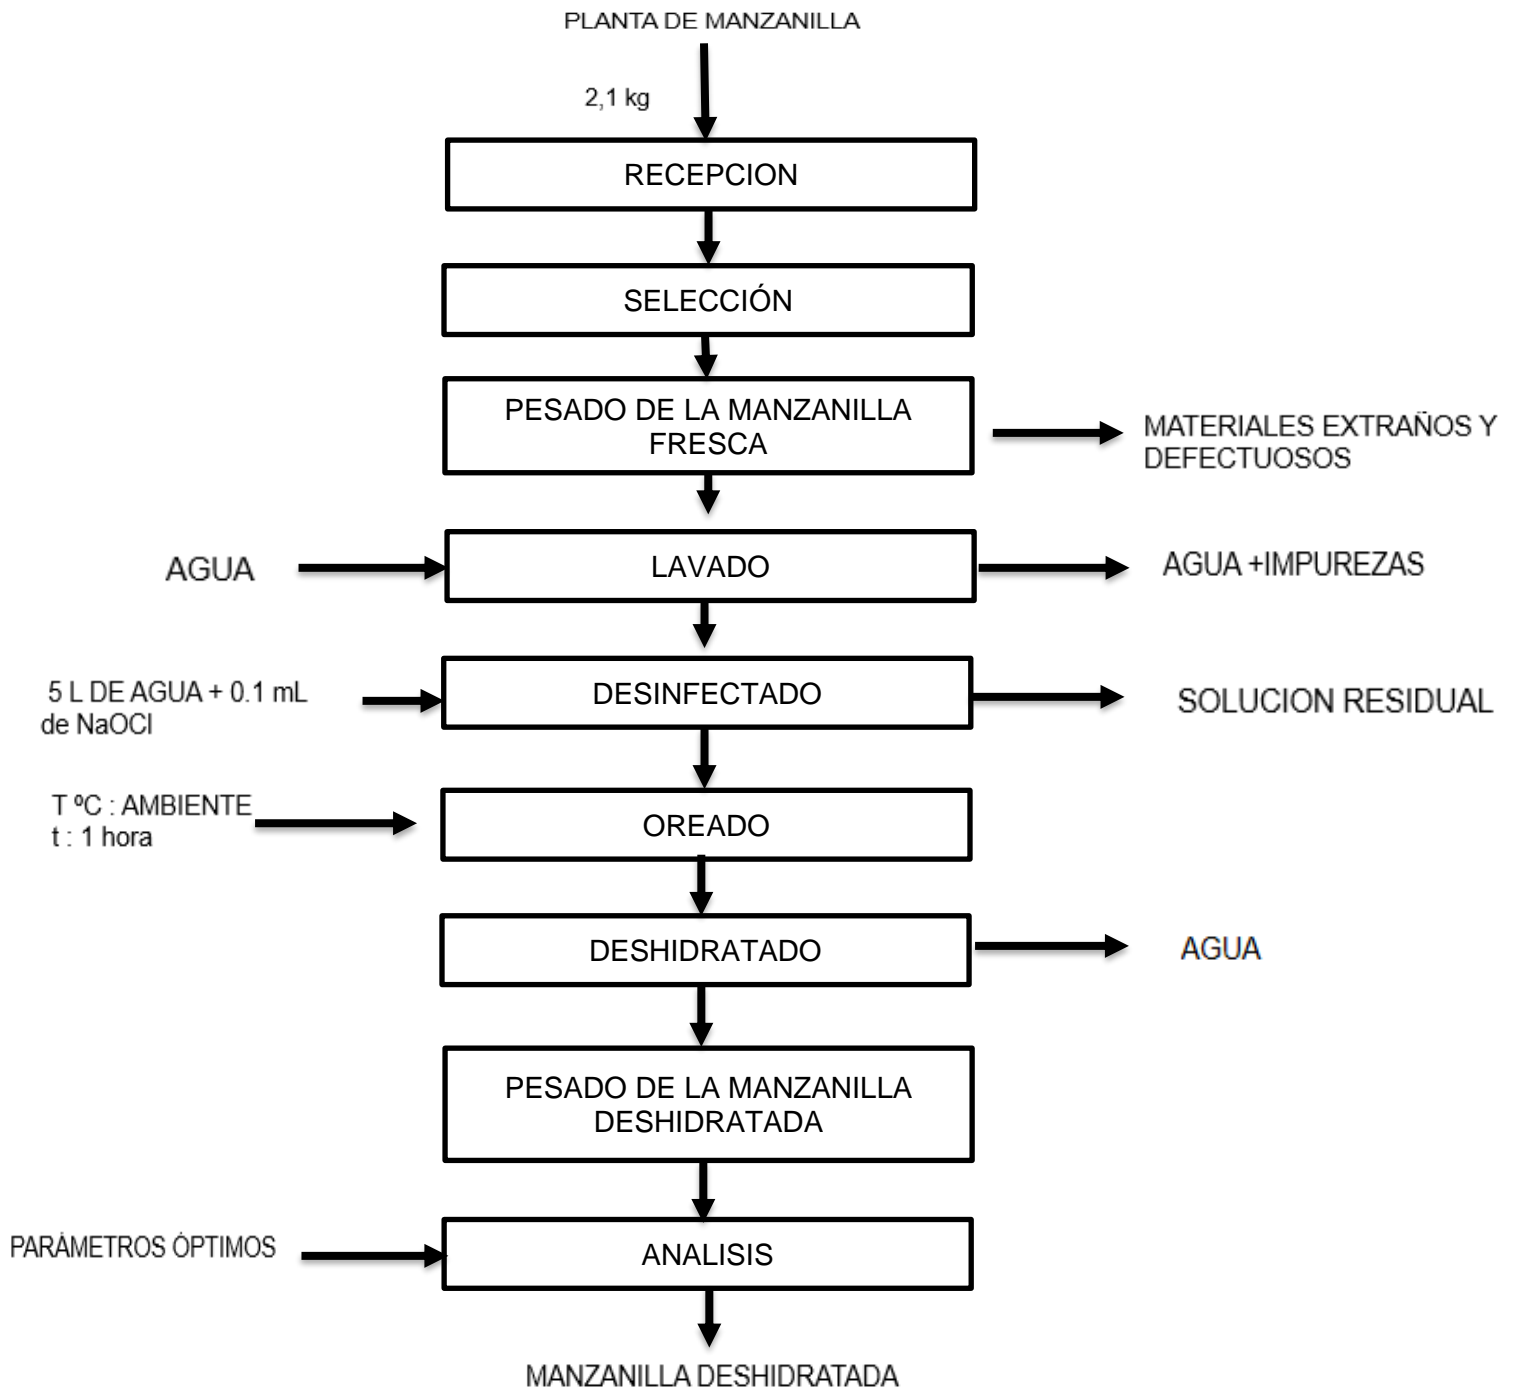 PLANTA DE MANZANILLA
2,1 kg
RECEPCION
SELECCIÓN
PESADO DE LA MANZANILLA
FRESCA
MATERIALES EXTRAÑOS Y
DEFECTUOSOS
AGUA
LAVADO
AGUA +IMPUREZAS
5 L DE AGUA + 0.1 mL
de NaOCl
DESINFECTADO
SOLUCION RESIDUAL
T ºC : AMBIENTE
t : 1 hora
OREADO
DESHIDRATADO
AGUA
PESADO DE LA MANZANILLA
DESHIDRATADA
PARÁMETROS ÓPTIMOS
ANALISIS
MANZANILLA DESHIDRATADA